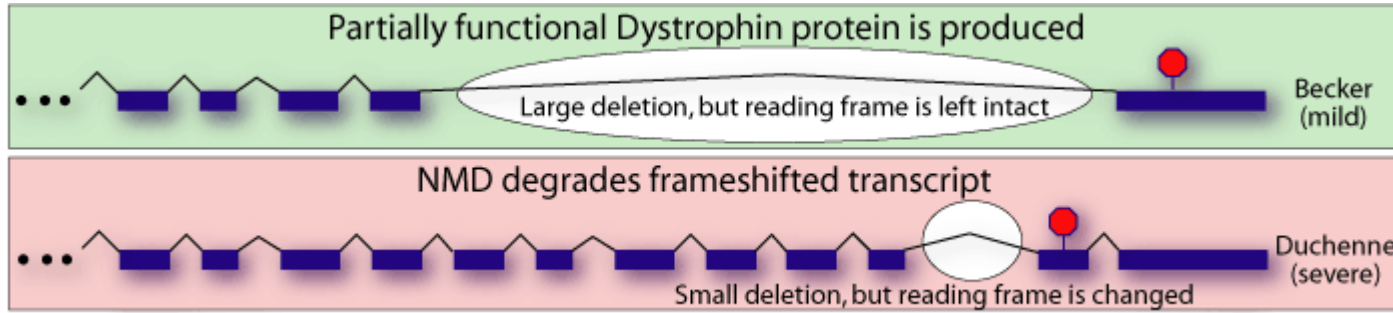 Partially functional Dystrophin protein is produced
Large deletion, but reading frame is left intact
Becker
(mild)
NMD degrades frameshifted transcript
Duchenne
(severe)
Small deletion, but reading frame is changed